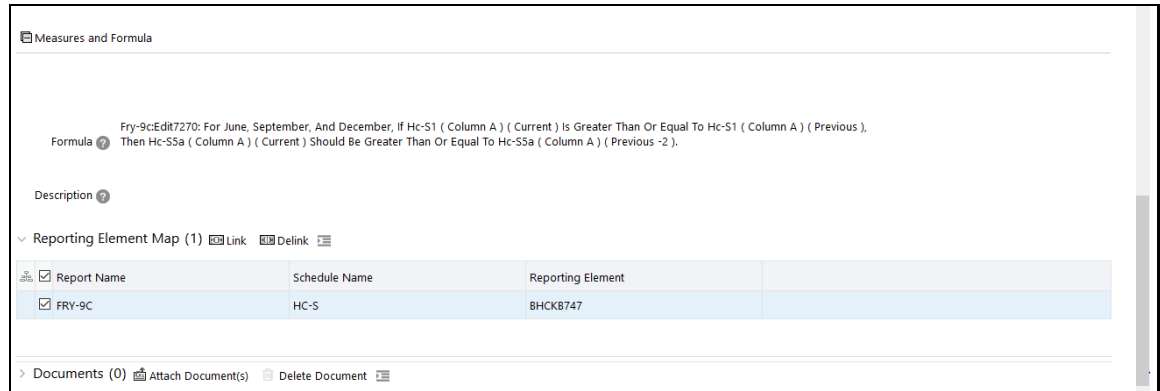 Measures and Formula
Fry-9c:Edit7270: For June, September, And December, If Hc-S1 ( Column A ) ( Current ) Is Greater Than Or Equal To Hc-S1 ( Column A ) ( Previous ),
Formula ? Then Hc-S5a ( Column A ) ( Current ) Should Be Greater Than Or Equal To Hc-S5a ( Column A ) ( Previous -2 ).
Description ?
Reporting Element Map (1) Link Delink
Report Name Schedule Name Reporting Element
FRY-9C HC-S BHCKB747
Documents (0) Attach Document(s) Delete Document